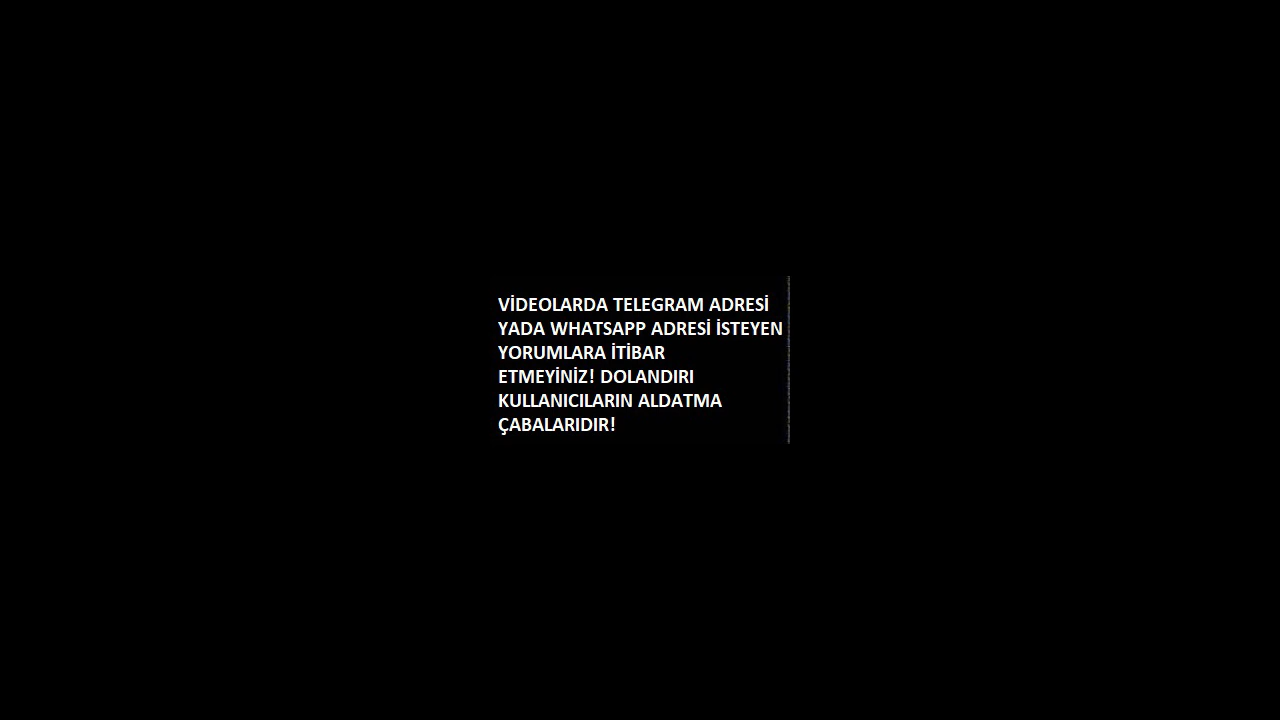 VİDEOLARDA TELEGRAM ADRESİ
YADA WHATSAPP ADRESİ İSTEYEN
YORUMLARA İTİBAR
ETMEYİNİZ! DOLANDIRI
KULLANICILARIN ALDATMA
ÇABALARIDIR!